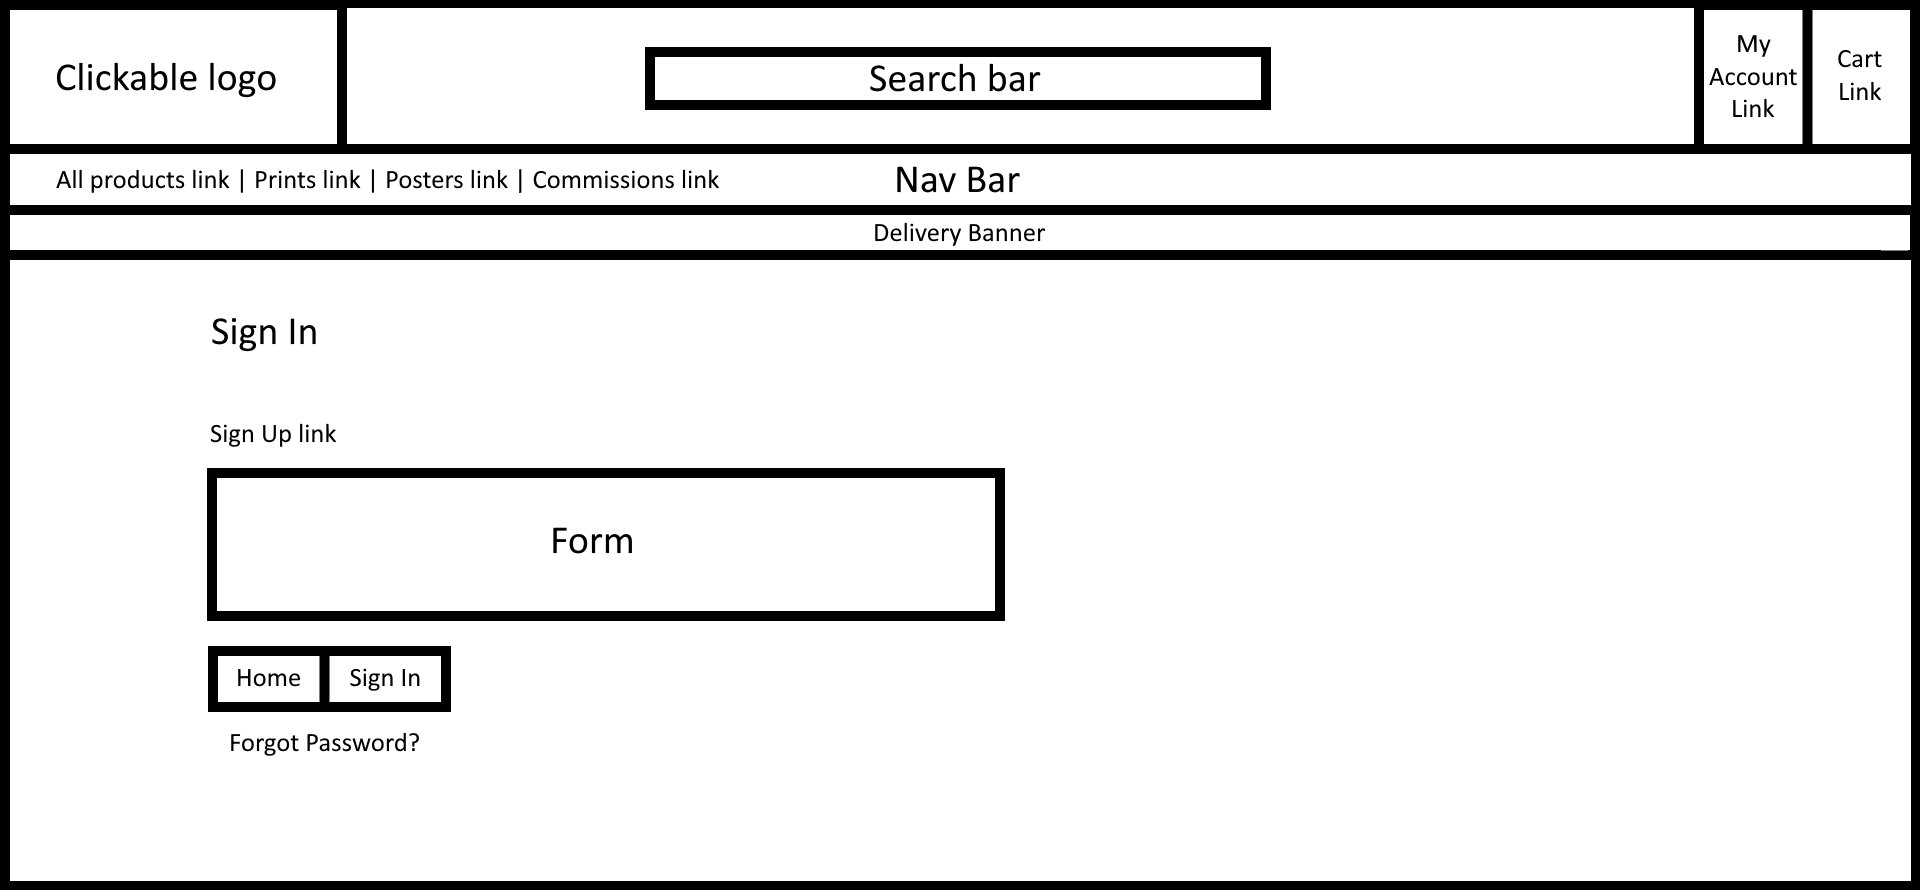 Clickable logo
Search bar
My
Account
Link
Cart
Link
All products link | Prints link | Posters link | Commissions link
Nav Bar
Delivery Banner
Sign In
Sign Up link
Form
Home
Sign In
Forgot Password?